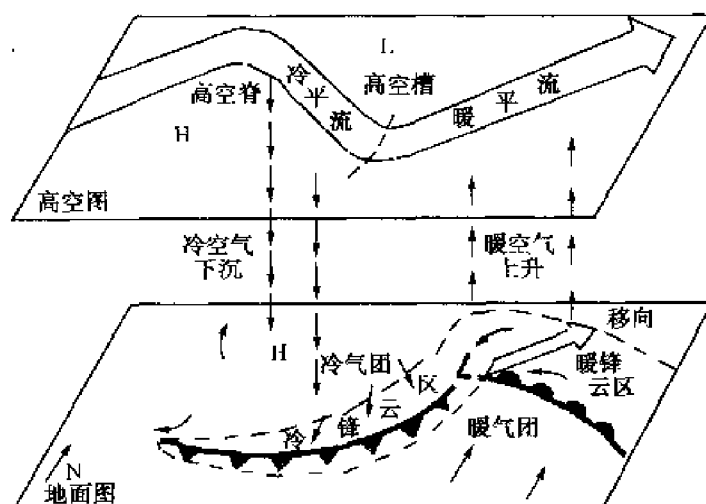 L
冷平流
高空脊
高空槽
暖平流
H
高空图
冷空气
下沉
暖空气
上升
移向
H
冷气团
暖锋
云区
冷锋云区
暖气团
N
地面图